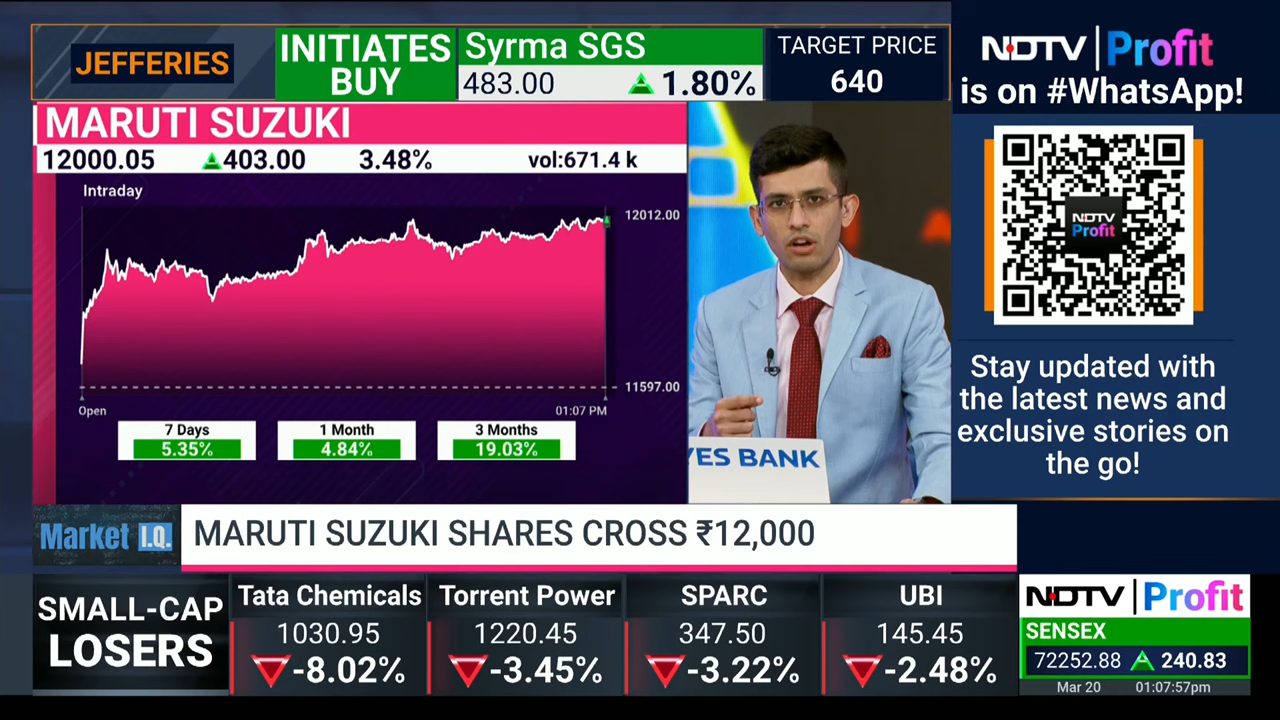 JEFFERIES
INITIATES
BUY
Syrma SGS
483.00 ▲ 1.80%
TARGET PRICE
640
MARUTI SUZUKI
12000.05 ▲403.00 3.48% vol:671.4 k
Intraday
12012.00
11597.00
Open 01:07 PM
7 Days
5.35%
1 Month
4.84%
3 Months
19.03%
YES BANK
NDTV | Profit
is on #WhatsApp!
NDTV
Profit
Stay updated with
the latest news and
exclusive stories on
the go!
Market I.Q.
MARUTI SUZUKI SHARES CROSS ₹12,000
SMALL-CAP
LOSERS
Tata Chemicals
1030.95
▼-8.02%
Torrent Power
1220.45
▼-3.45%
SPARC
347.50
▼-3.22%
UBI
145.45
▼-2.48%
NDTV | Profit
SENSEX
72252.88 ▲ 240.83
Mar 20 01:07:57pm